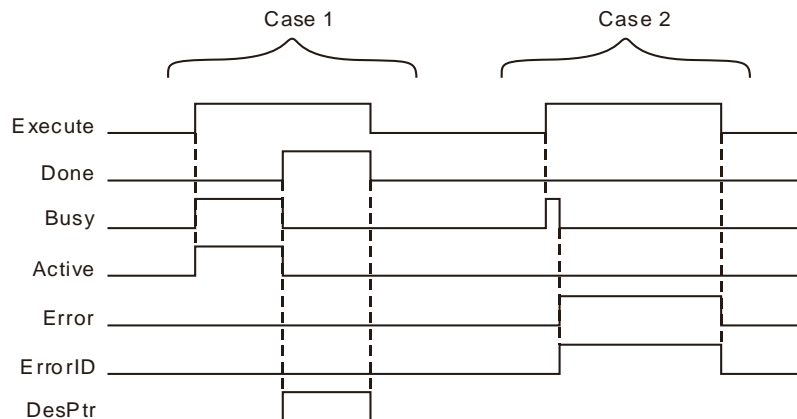 Case 1 Case 2
Execute
Done
Busy
Active
Error
ErrorID
DesPtr